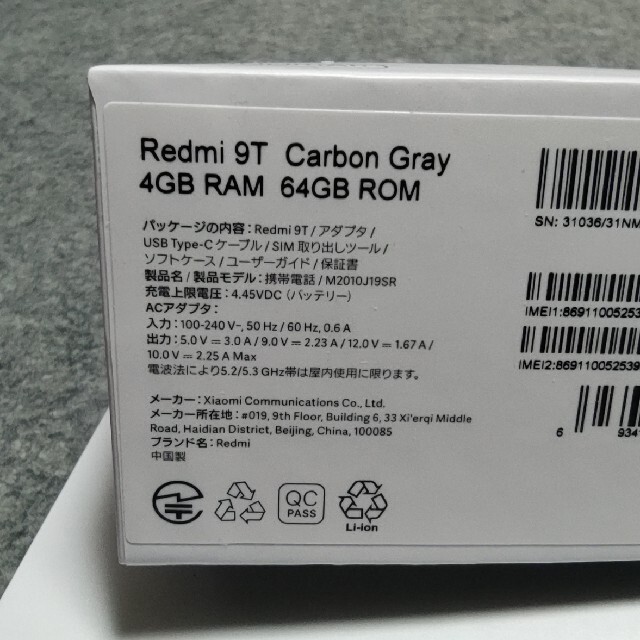 Redmi 9T Carbon Gray
4GB RAM 64GB ROM
パッケージの内容: Redmi 9T / アダプタ /
USB Type-C ケーブル / SIM 取り出しツール /
ソフトケース / ユーザーガイド / 保証書
製品名 / 製品モデル: 携帯電話 / M2010J19SR
充電上限電圧: 4.45VDC (バッテリー)
ACアダプタ:
入力: 100-240 V~, 50 Hz / 60 Hz, 0.6 A
出力: 5.0 V = 3.0 A / 9.0 V = 2.23 A / 12.0 V = 1.67 A /
10.0 V = 2.25 A Max
電波法により5.2/5.3 GHz帯は屋内使用に限ります。
メーカー: Xiaomi Communications Co., Ltd.
メーカー所在地: #019, 9th Floor, Building 6, 33 Xi'erqi Middle
Road, Haidian District, Beijing, China, 100085
ブランド名: Redmi
中国製
QC
PASS
Li-ion
SN: 31036/31NM
IMEI1:86911005253
IMEI2:869110052539
6 934